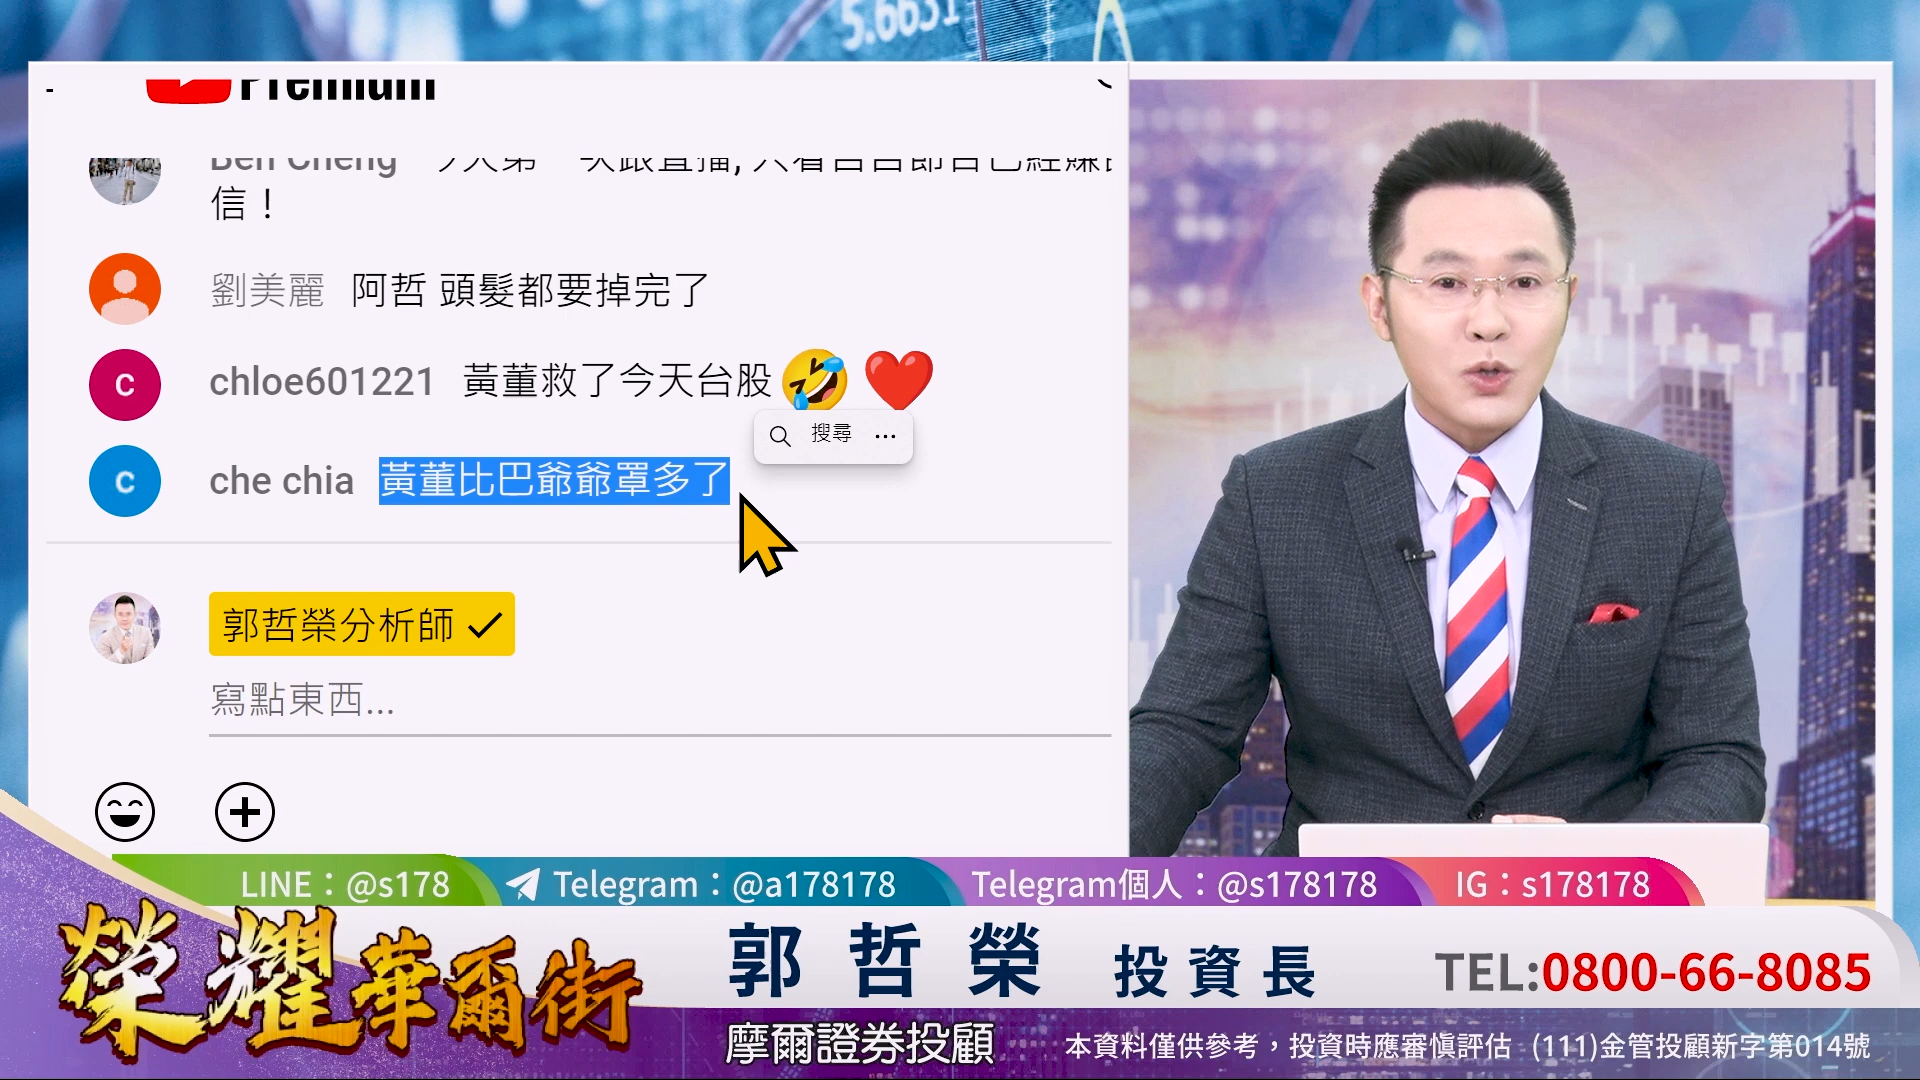 5.6631
Premium
Ben Cheng
信！
劉美麗 阿哲 頭髮都要掉完了
C chloe601221 黃董救了今天台股🤣❤️
搜尋 ...
C che chia 黃董比巴爺爺罩多了
郭哲榮分析師 ✓
寫點東西...
LINE：@s178 Telegram：@a178178 Telegram個人：@s178178 IG：s178178
榮耀華爾街
郭哲榮 投資長 TEL:0800-66-8085
摩爾證券投顧 本資料僅供參考，投資時應審慎評估 (111)金管投顧新字第014號